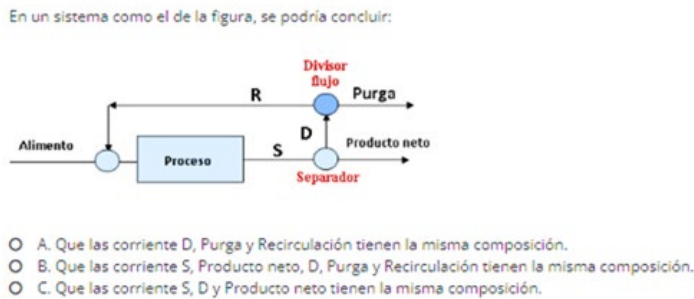 En un sistema como el de la figura, se podría concluir:
Divisor
flujo
R
Purga
D
Alimento
Producto neto
S
Proceso
Separador
A. Que las corriente D, Purga y Recirculación tienen la misma composición.
B. Que las corriente S, Producto neto, D, Purga y Recirculación tienen la misma composición.
C. Que las corriente S, D y Producto neto tienen la misma composición.